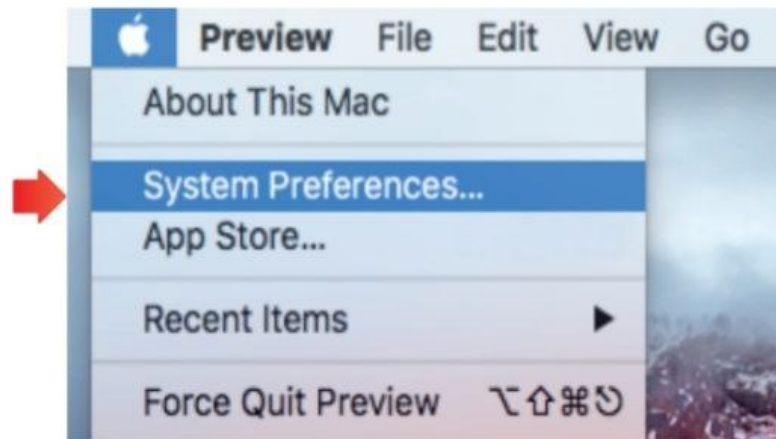 Preview File Edit View Go
About This Mac
System Preferences...
App Store...
Recent Items
Force Quit Preview ⌥⇧⌘⎋